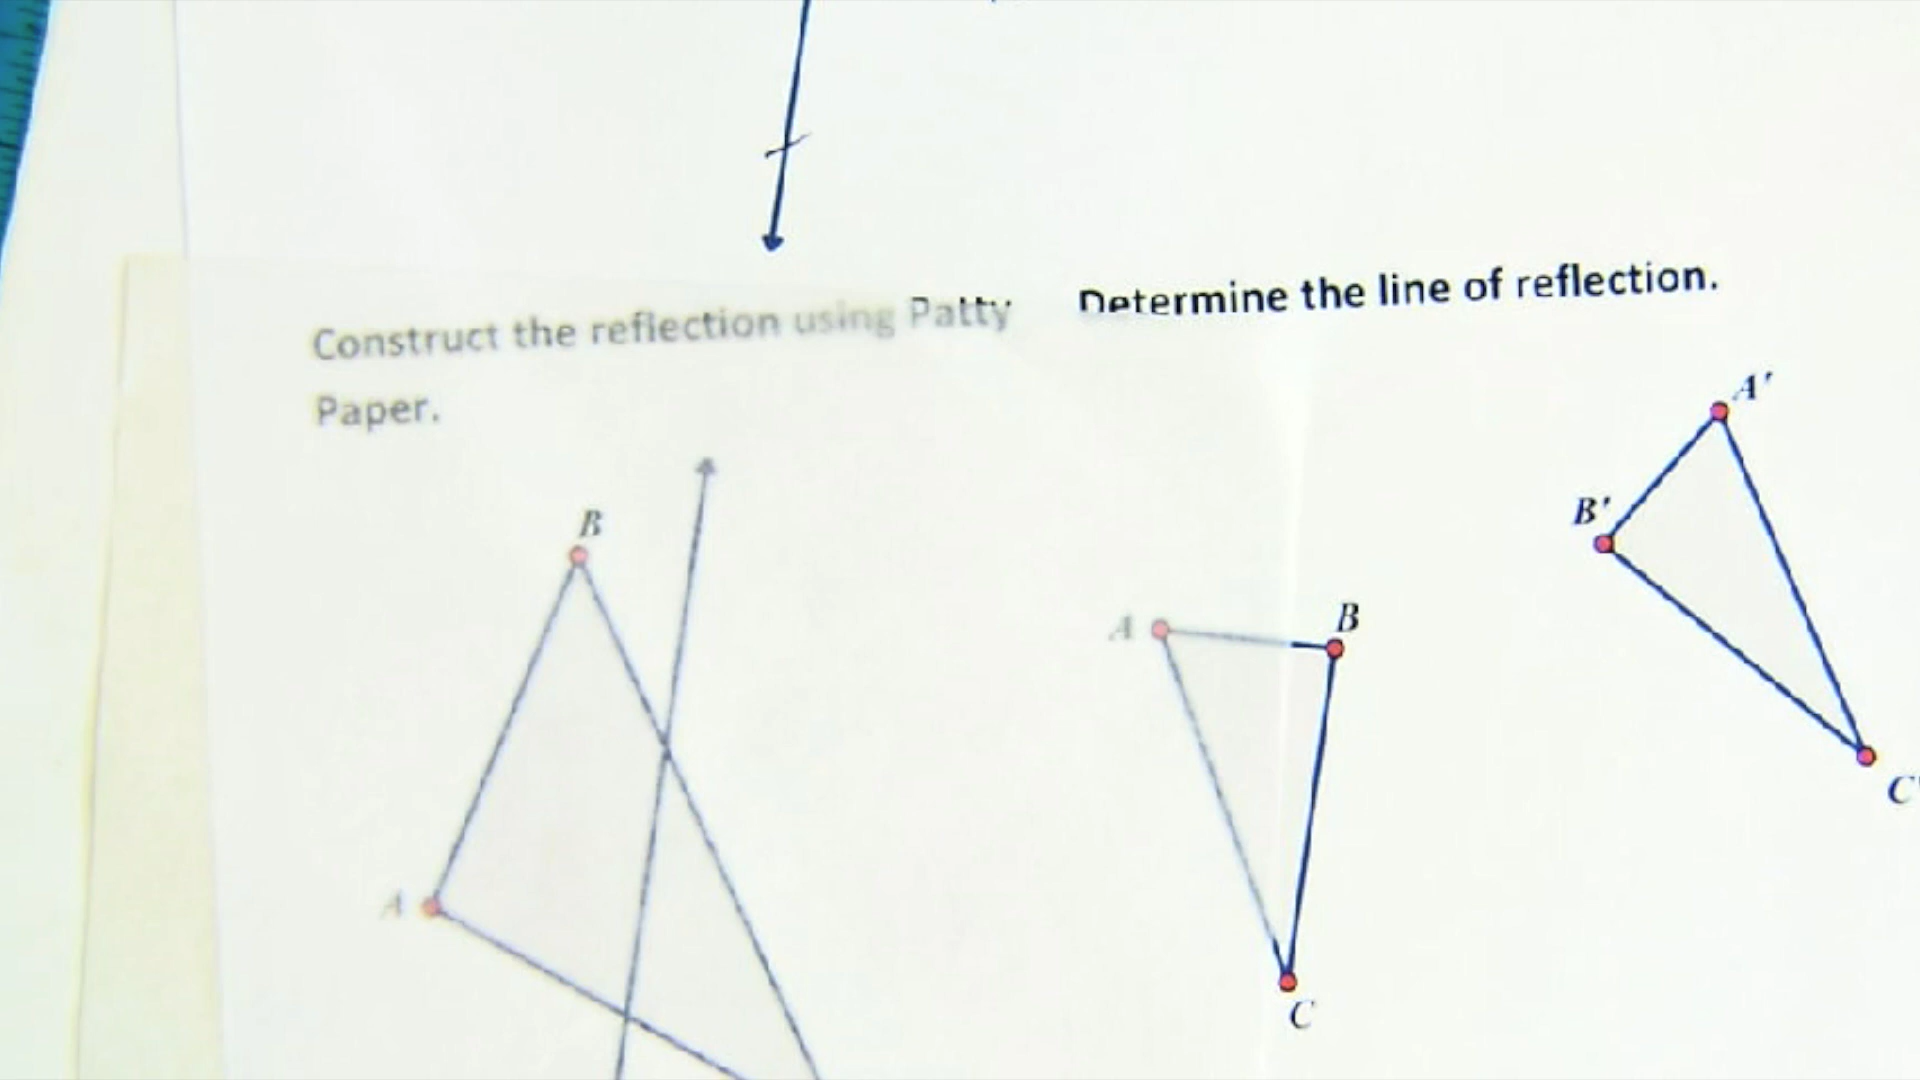 Construct the reflection using Patty
Paper.
B
A
Determine the line of reflection.
A'
B'
A
B
C'
C